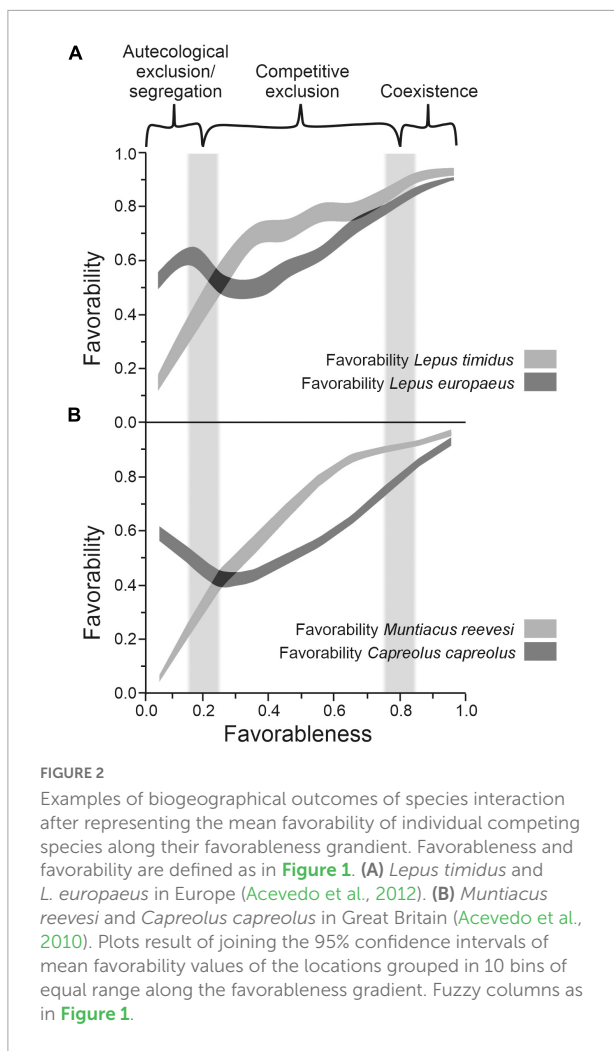 A
Autecological
exclusion/
segregation
Competitive
exclusion
Coexistence
1.0
0.8
0.6
0.4
0.2
0.0
Favorability
Favorability Lepus timidus
Favorability Lepus europaeus
B
0.8
0.6
0.4
0.2
0.0
Favorability
Favorability Muntiacus reevesi
Favorability Capreolus capreolus
0.0 0.2 0.4 0.6 0.8 1.0
Favorableness
FIGURE 2
Examples of biogeographical outcomes of species interaction
after representing the mean favorability of individual competing
species along their favorableness grandient. Favorableness and
favorability are defined as in Figure 1. (A) Lepus timidus and
L. europaeus in Europe (Acevedo et al., 2012). (B) Muntiacus
reevesi and Capreolus capreolus in Great Britain (Acevedo et al.,
2010). Plots result of joining the 95% confidence intervals of
mean favorability values of the locations grouped in 10 bins of
equal range along the favorableness gradient. Fuzzy columns as
in Figure 1.